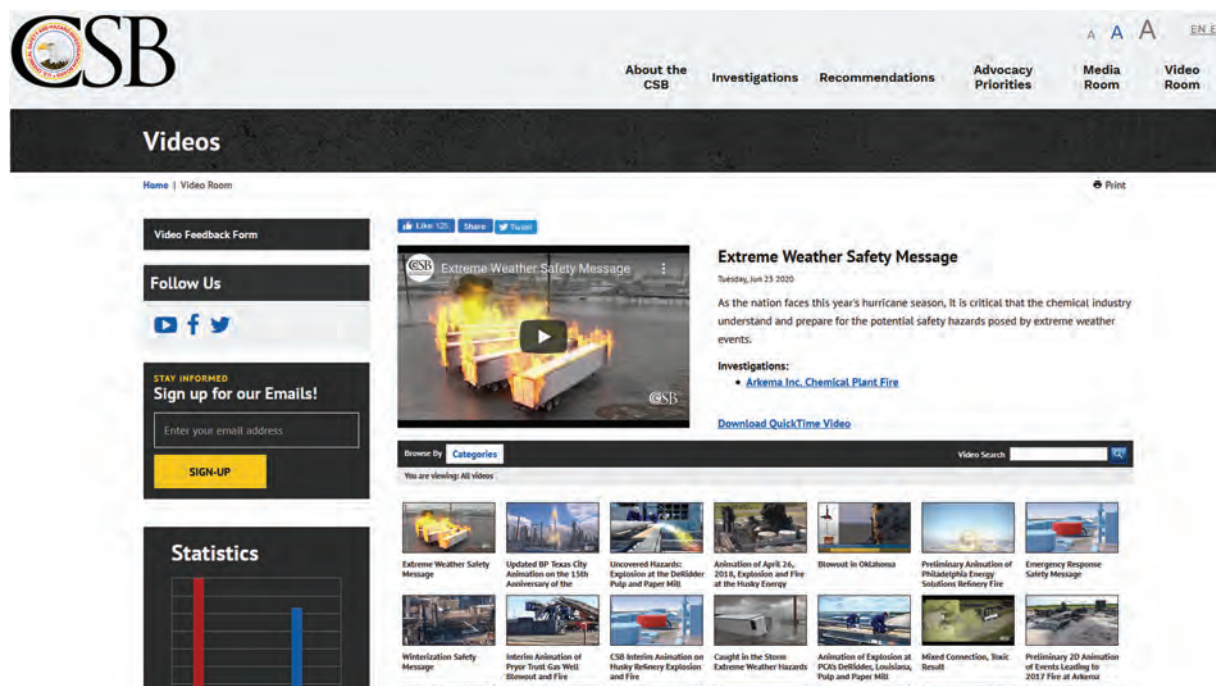 CSB
A A A
About the
CSB
Investigations
Recommendations
Advocacy
Priorities
Media
Room
Video
Room
Videos
Home | Video Room
Print
Video Feedback Form
Follow Us
STAY INFORMED
Sign up for our Emails!
Enter your email address
SIGN-UP
Statistics
Like 125 Share Tweet
CSB Extreme Weather Safety Message
CSB
Extreme Weather Safety Message
Tuesday, Jun 23 2020
As the nation faces this year's hurricane season, it is critical that the chemical industry
understand and prepare for the potential safety hazards posed by extreme weather
events.
Investigations:
• Arkema Inc. Chemical Plant Fire
Download QuickTime Video
Browse By Categories
Video Search
You are viewing: All videos
Extreme Weather Safety
Message
Updated BP Texas City
Animation on the 15th
Anniversary of the
Uncovered Hazards:
Explosion at the DeRidder
Pulp and Paper Mill
Animation of April 26,
2018, Explosion and Fire
at the Husky Energy
Blowout in Oklahoma
Preliminary Animation of
Philadelphia Energy
Solutions Refinery Fire
Emergency Response
Safety Message
Winterization Safety
Message
Interim Animation of
Pryor Trust Gas Well
Blowout and Fire
CSB Interim Animation on
Husky Refinery Explosion
and Fire
Caught in the Storm
Extreme Weather Hazards
Animation of Explosion at
PCA's DeRidder, Louisiana,
Pulp and Paper Mill
Mixed Connection, Toxic
Result
Preliminary 2D Animation
of Events Leading to
2017 Fire at Arkema